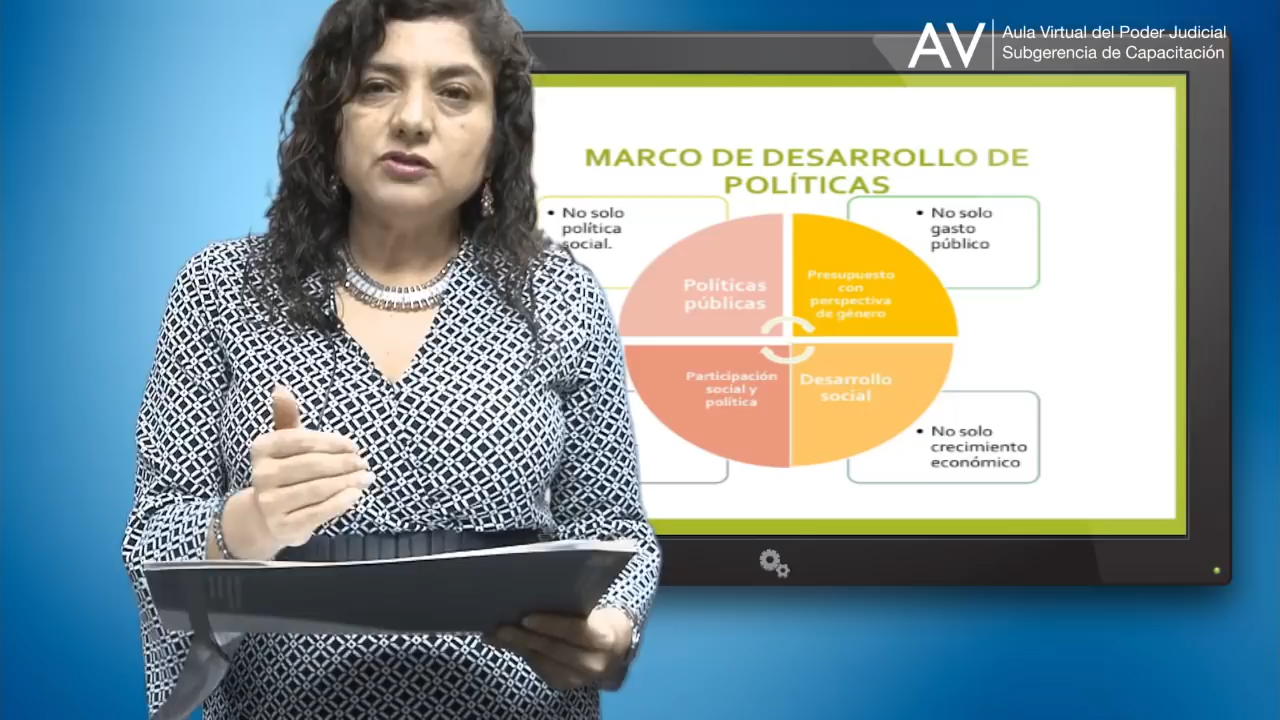 AV
Aula Virtual del Poder Judicial
Subgerencia de Capacitación
MARCO DE DESARROLLO DE
POLÍTICAS
• No solo
política
social.
• No solo
gasto
público
Políticas
públicas
Presupuesto
con
perspectiva
de género
Participación
social y
política
Desarrollo
social
• No solo
crecimiento
económico